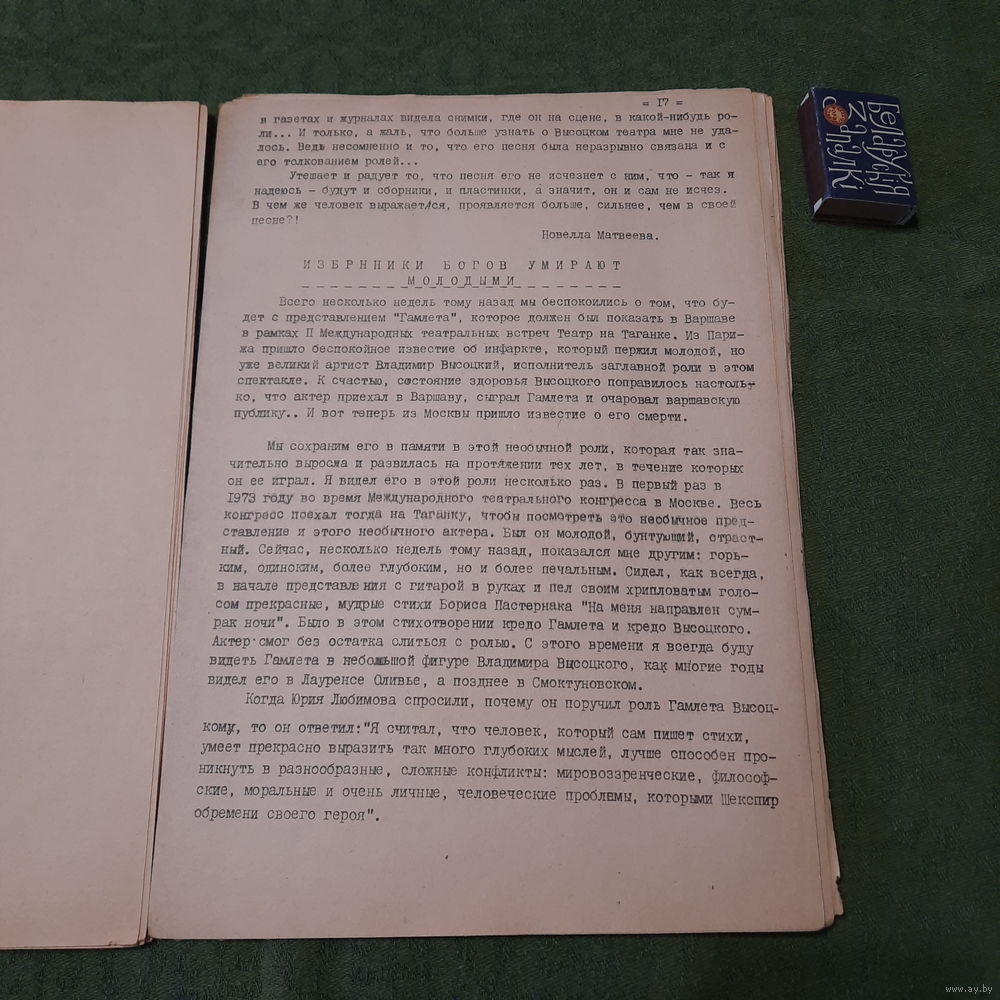 = 17 =
в газетах и журналах видела снимки, где он на сцене, в какой-нибудь ро-
ли... И только, а жаль, что больше узнать о Высоцком театра мне не уда-
лось. Ведь несомненно и то, что его песня была неразрывно связана и с
его толкованием ролей...
Утешает и радует то, что песня его не исчезнет с ним, что - так я
надеюсь - будут и сборники, и пластинки, а значит, он и сам не исчез.
В чем же человек выражается, проявляется больше, сильнее, чем в своей
песне?!
Новелла Матвеева.
ИЗБРННИКИ БОГОВ УМИРАЮТ
МОЛОДЫМИ
Всего несколько недель тому назад мы беспокоились о том, что бу-
дет с представлением "Гамлета", которое должен был показать в Варшаве
в рамках П Международных театральных встреч Театр на Таганке. Из Пари-
жа пришло беспокойное известие об инфаркте, который пержил молодой, но
уже великий артист Владимир Высоцкий, исполнитель заглавной роли в этом
спектакле. К счастью, состояние здоровья Высоцкого поправилось настоль-
ко, что актер приехал в Варшаву, сыграл Гамлета и очаровал варшавскую
публику.. И вот теперь из Москвы пришло известие о его смерти.
Мы сохраним его в памяти в этой необычной роли, которая так зна-
чительно выросла и развилась на протяжении тех лет, в течение которых
он ее играл. Я видел его в этой роли несколько раз. В первый раз в
1973 году во время Международного театрального конгресса в Москве. Весь
конгресс поехал тогда на Таганку, чтобы посмотреть это необычное пред-
ставление и этого необычного актера. Был он молодой, бунтующий, страст-
ный. Сейчас, несколько недель тому назад, показался мне другим: горь-
ким, одиноким, более глубоким, но и более печальным. Сидел, как всегда,
в начале представления с гитарой в руках и пел своим хрипловатым голо-
сом прекрасные, мудрые стихи Бориса Пастернака "На меня направлен сум-
рак ночи". Было в этом стихотворении кредо Гамлета и кредо Высоцкого.
Актер смог без остатка слиться с ролью. С этого времени я всегда буду
видеть Гамлета в небольшой фигуре Владимира Высоцкого, как многие годы
видел его в Лауренсе Оливье, а позднее в Смоктуновском.
Когда Юрия Любимова спросили, почему он поручил роль Гамлета Высоц-
кому, то он ответил:"Я считал, что человек, который сам пишет стихи,
умеет прекрасно выразить так много глубоких мыслей, лучше способен про-
никнуть в разнообразные, сложные конфликты: мировоззренческие, философ-
ские, моральные и очень личные, человеческие проблемы, которыми Шекспир
обремени своего героя".
Беларускія
запалкі
www.ay.by